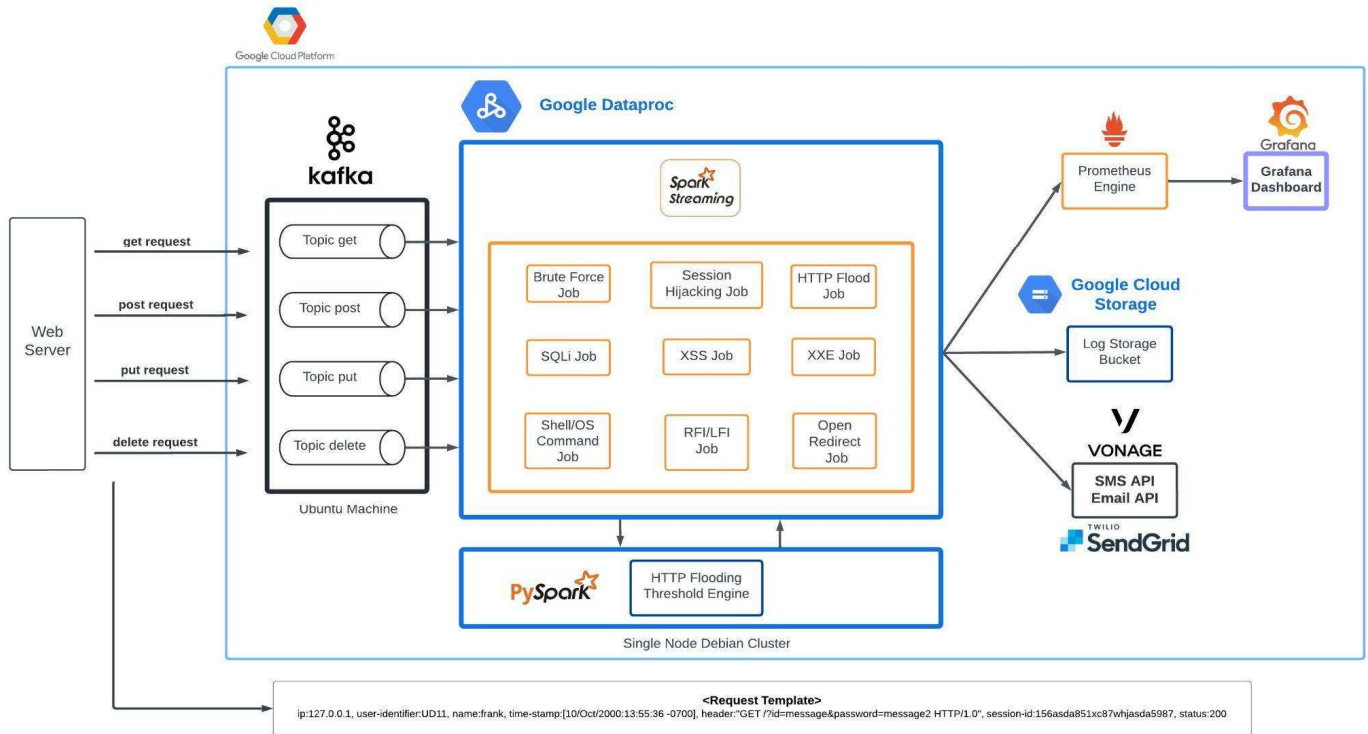 Google Cloud Platform
Google Dataproc
kafka
Spark
Streaming
Grafana
Prometheus
Engine
Grafana
Dashboard
Web
Server
get request
post request
put request
delete request
Topic get
Topic post
Topic put
Topic delete
Ubuntu Machine
Brute Force
Job
Session
Hijacking Job
HTTP Flood
Job
SQLi Job
XSS Job
XXE Job
Shell/OS
Command
Job
RFI/LFI
Job
Open
Redirect
Job
Google Cloud
Storage
Log Storage
Bucket
VONAGE
SMS API
Email API
TWILIO
SendGrid
PySpark
HTTP Flooding
Threshold Engine
Single Node Debian Cluster
<Request Template>
ip:127.0.0.1, user-identifier:UD11, name:frank, time-stamp:[10/Oct/2000:13:55:36 -0700], header:"GET /?id=message&password=message2 HTTP/1.0", session-id:156asda851xc87whjasda5987, status:200